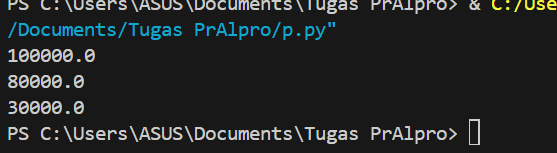 PS C:\Users\ASUS\Documents\Tugas PrAlpro> & C:/Use
/Documents/Tugas PrAlpro/p.py"
100000.0
80000.0
30000.0
PS C:\Users\ASUS\Documents\Tugas PrAlpro>